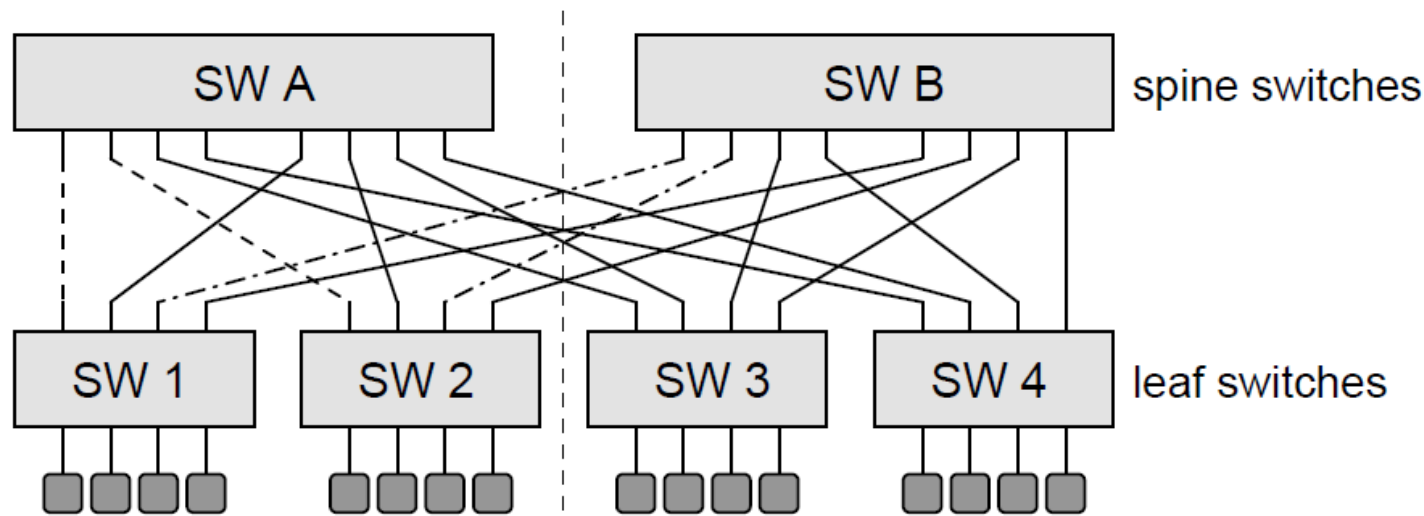 SW A
SW B
spine switches
SW 1
SW 2
SW 3
SW 4
leaf switches